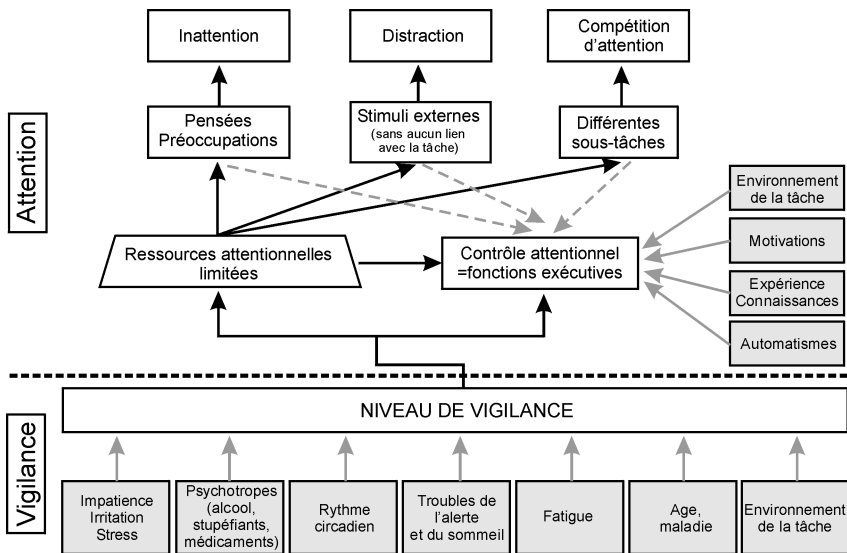 Inattention
Distraction
Compétition
d'attention
Attention
Pensées
Préoccupations
Stimuli externes
(sans aucun lien
avec la tâche)
Différentes
sous-tâches
Environnement
de la tâche
Motivations
Expérience
Connaissances
Automatismes
Ressources attentionnelles
limitées
Contrôle attentionnel
=fonctions exécutives
Vigilance
NIVEAU DE VIGILANCE
Impatience
Irritation
Stress
Psychotropes
(alcool,
stupéfiants,
médicaments)
Rythme
circadien
Troubles de
l'alerte
et du sommeil
Fatigue
Age,
maladie
Environnement
de la tâche